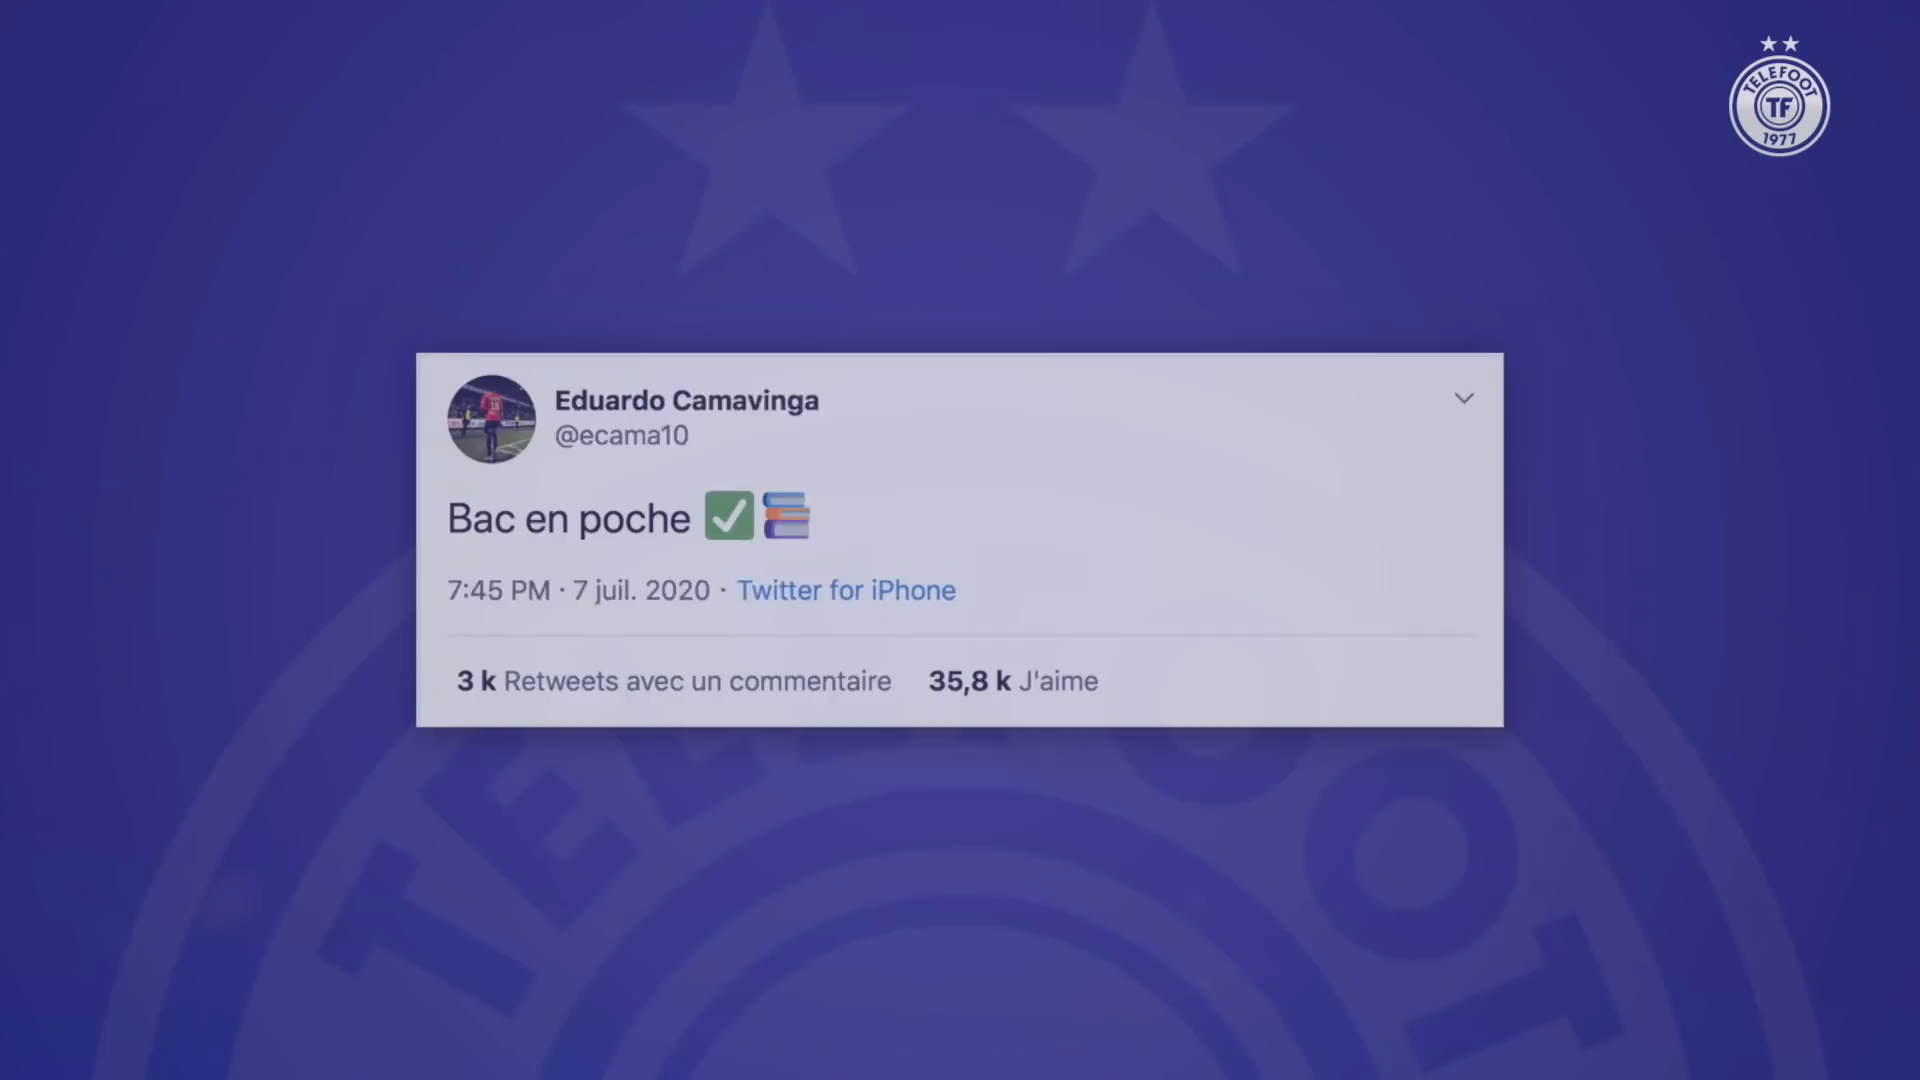 TELEFOOT
TF
1977
Eduardo Camavinga
@ecama10
Bac en poche ✅📚
7:45 PM · 7 juil. 2020 · Twitter for iPhone
3 k Retweets avec un commentaire 35,8 k J'aime
TELEFOOT